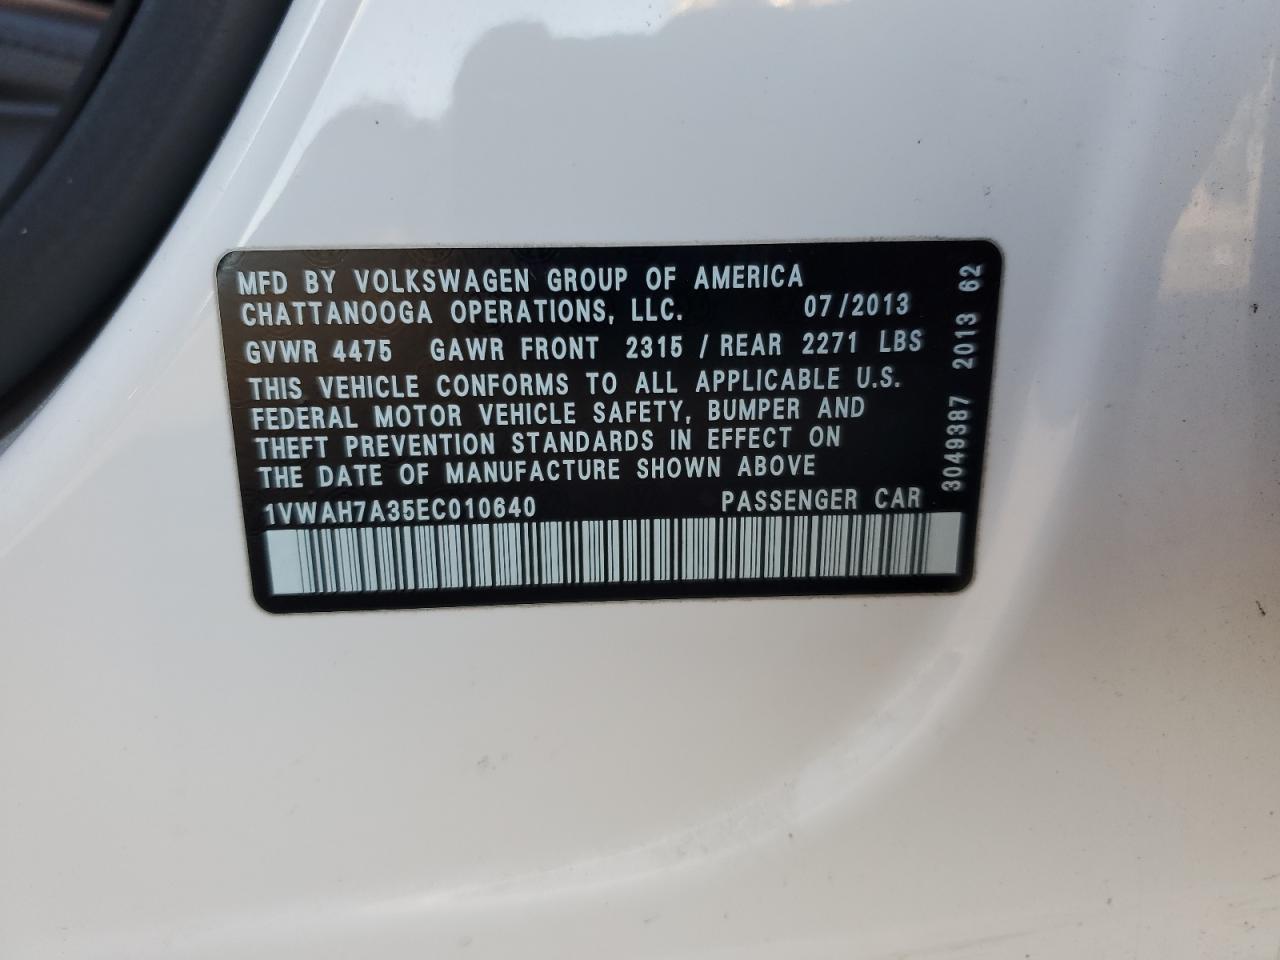 MFD BY VOLKSWAGEN GROUP OF AMERICA
CHATTANOOGA OPERATIONS, LLC. 07/2013
GVWR 4475 GAWR FRONT 2315 / REAR 2271 LBS
THIS VEHICLE CONFORMS TO ALL APPLICABLE U.S.
FEDERAL MOTOR VEHICLE SAFETY, BUMPER AND
THEFT PREVENTION STANDARDS IN EFFECT ON
THE DATE OF MANUFACTURE SHOWN ABOVE
1VWAH7A35EC010640 PASSENGER CAR
3049387 2013 62